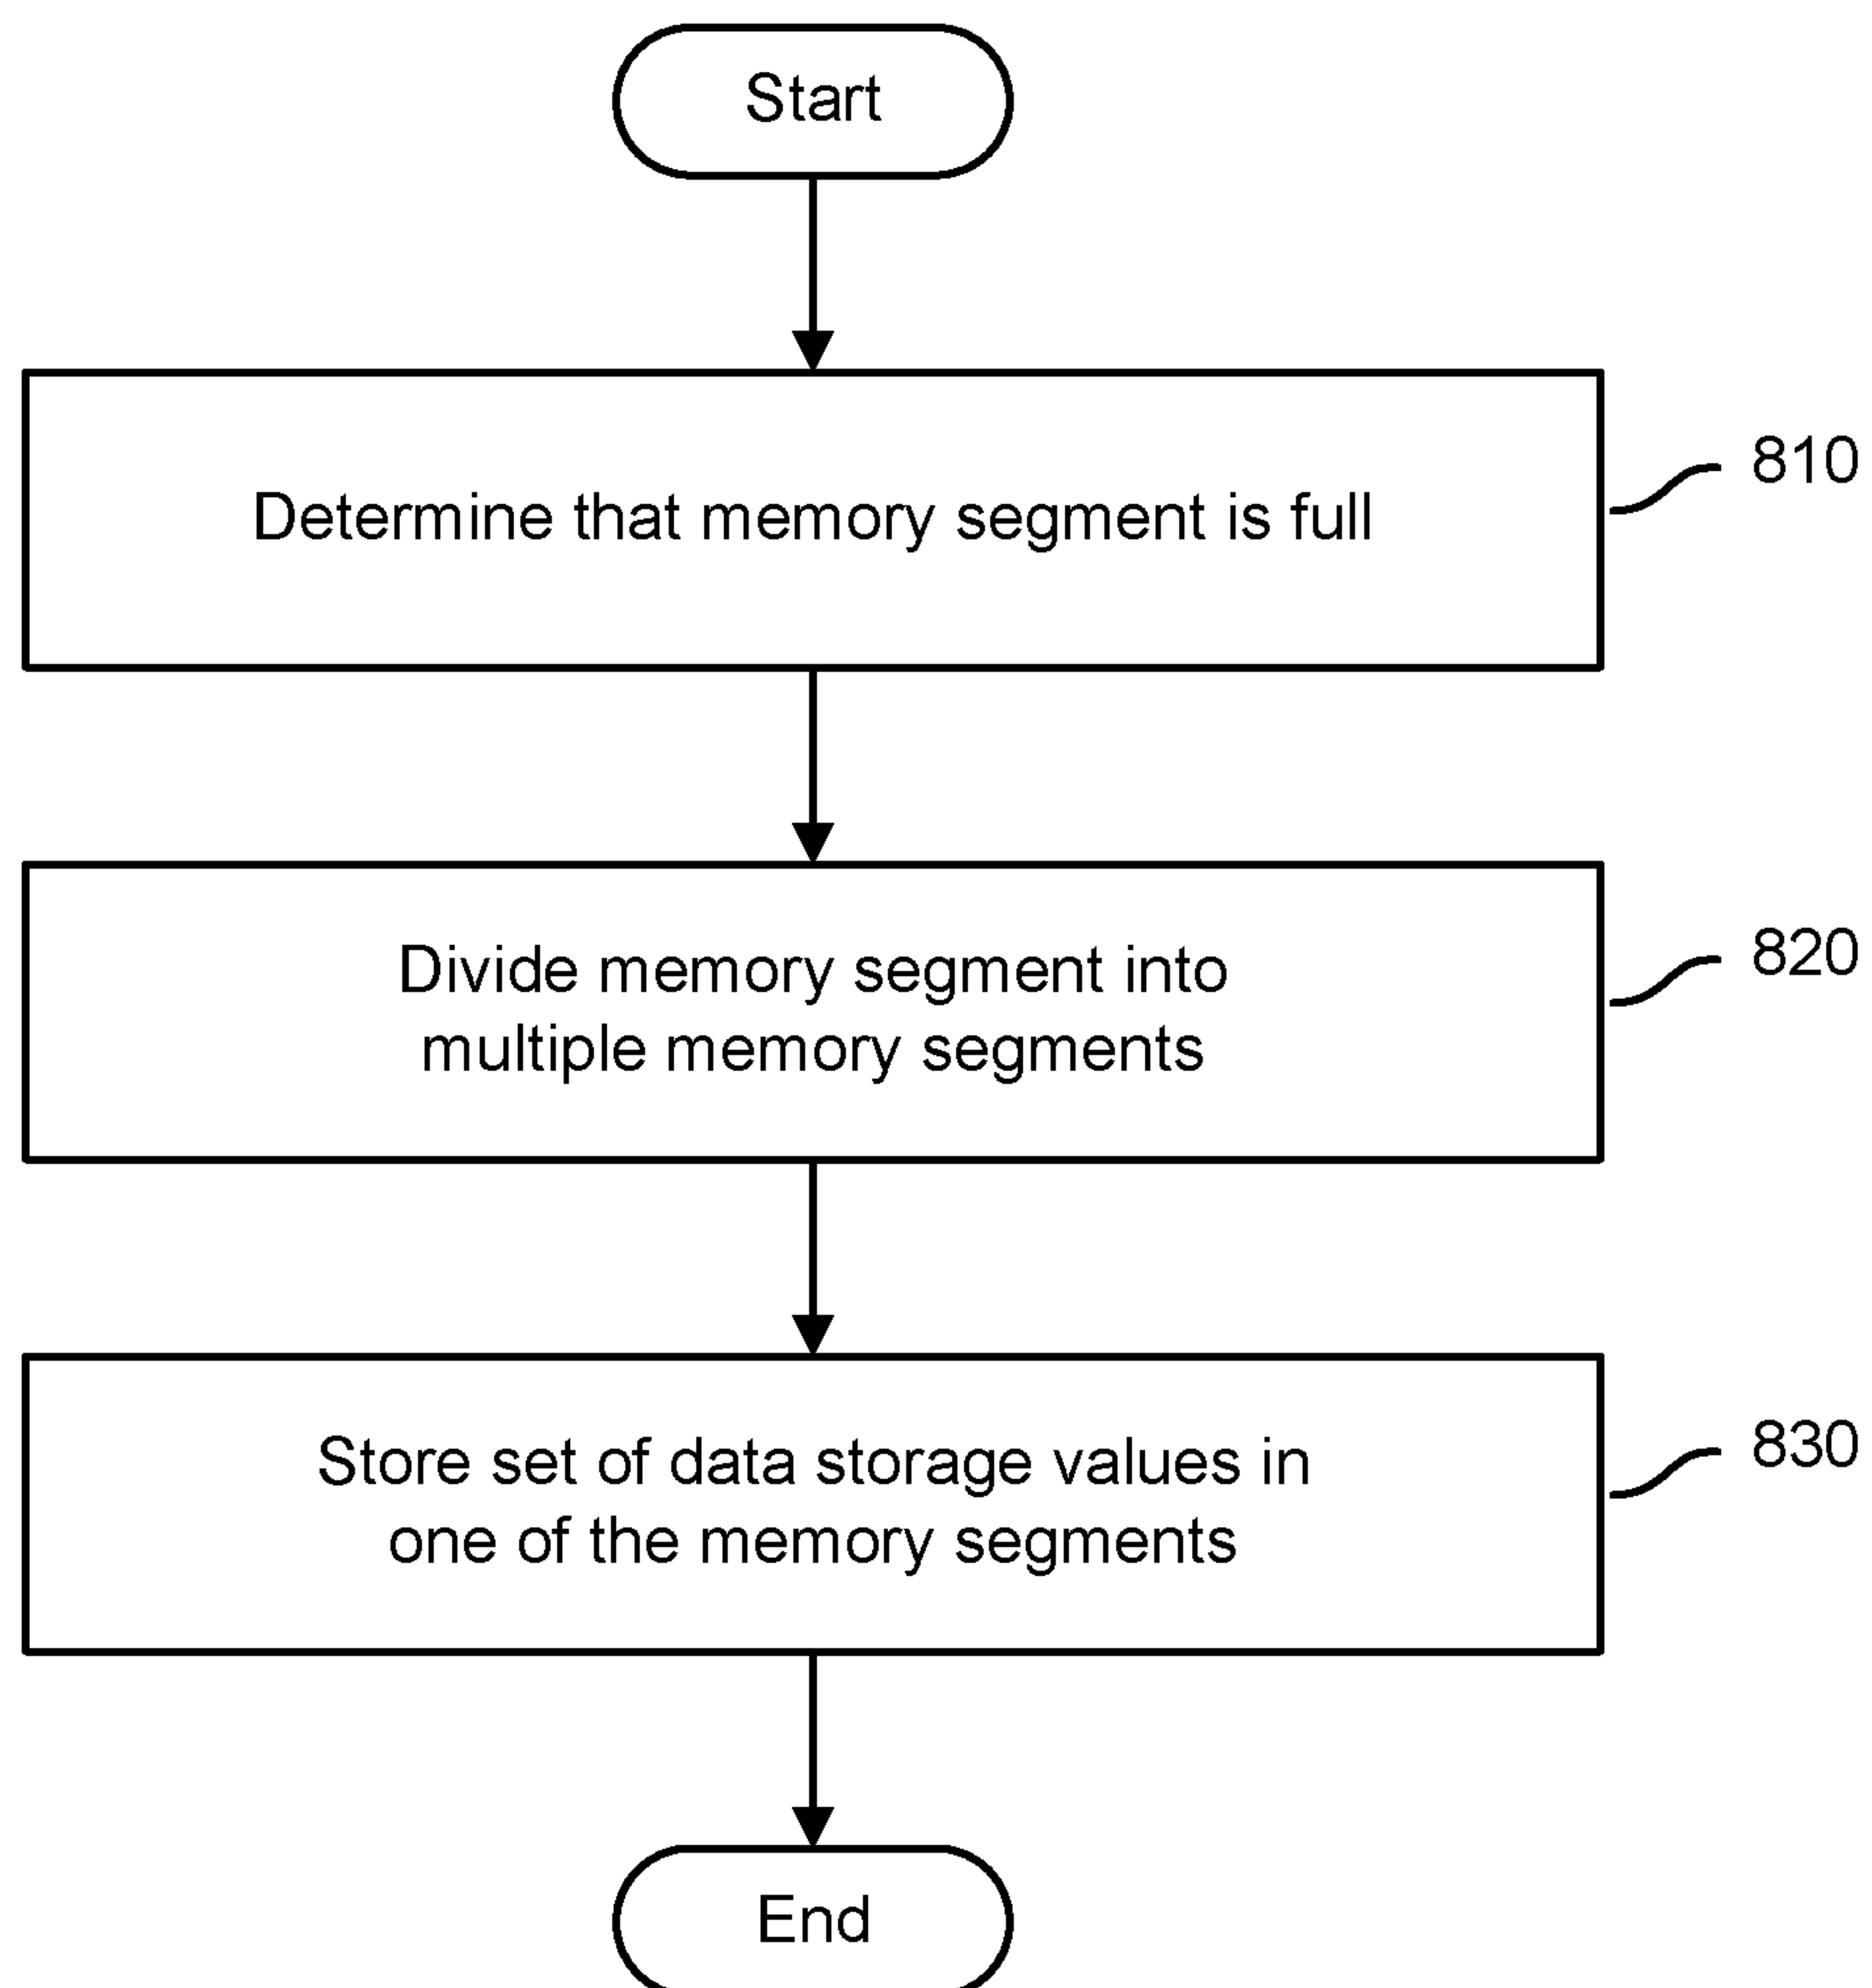 Start
Determine that memory segment is full
810
Divide memory segment into
multiple memory segments
820
Store set of data storage values in
one of the memory segments
830
End